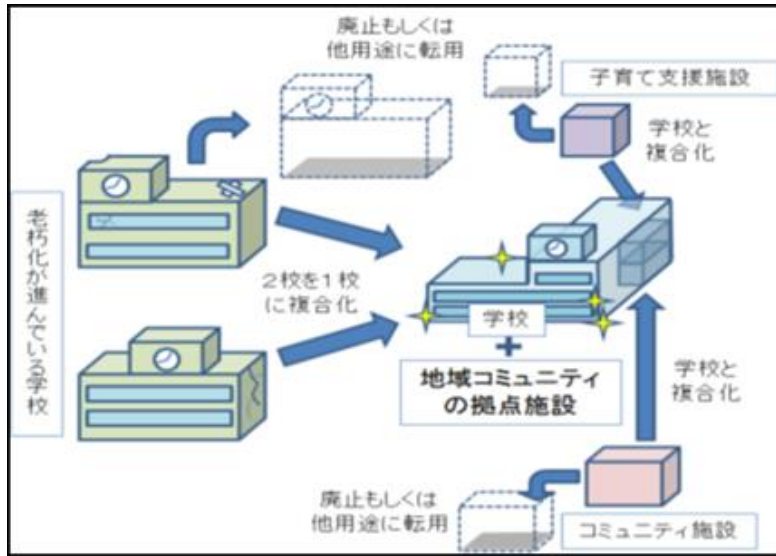 廃止もしくは
他用途に転用
子育て支援施設
学校と
複合化
老朽化が進んでいる学校
2校を1校
に複合化
学校
+
地域コミュニティ
の拠点施設
学校と
複合化
廃止もしくは
他用途に転用
コミュニティ施設